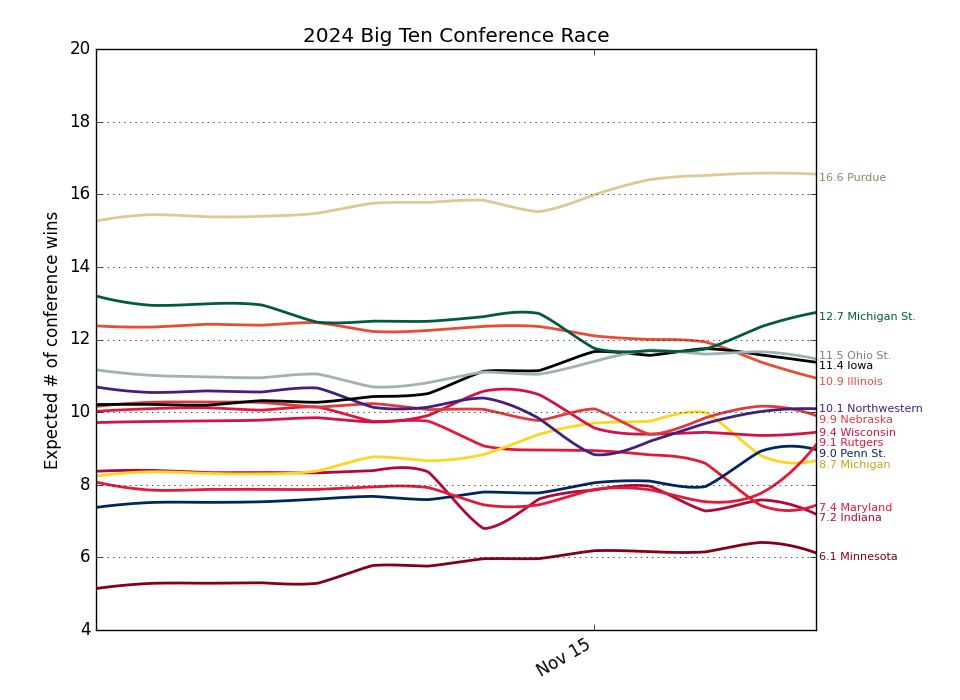 2024 Big Ten Conference Race
Expected # of conference wins
20
18
16
14
12
10
8
6
4
Nov 15
16.6 Purdue
12.7 Michigan St.
11.5 Ohio St.
11.4 Iowa
10.9 Illinois
10.1 Northwestern
9.9 Nebraska
9.4 Wisconsin
9.1 Rutgers
9.0 Penn St.
8.7 Michigan
7.4 Maryland
7.2 Indiana
6.1 Minnesota